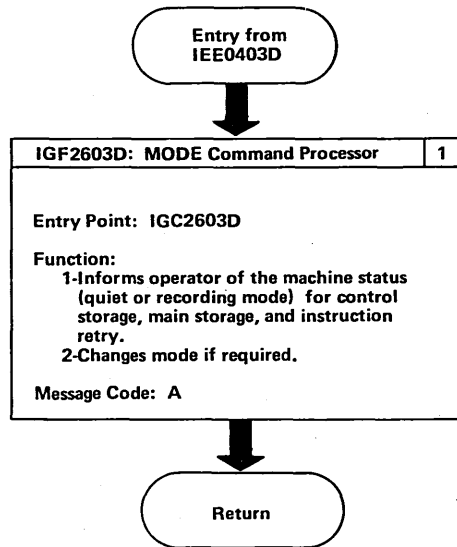 Entry from
IEE0403D
IGF2603D: MODE Command Processor 1
Entry Point: IGC2603D
Function:
1-Informs operator of the machine status
(quiet or recording mode) for control
storage, main storage, and instruction
retry.
2-Changes mode if required.
Message Code: A
Return